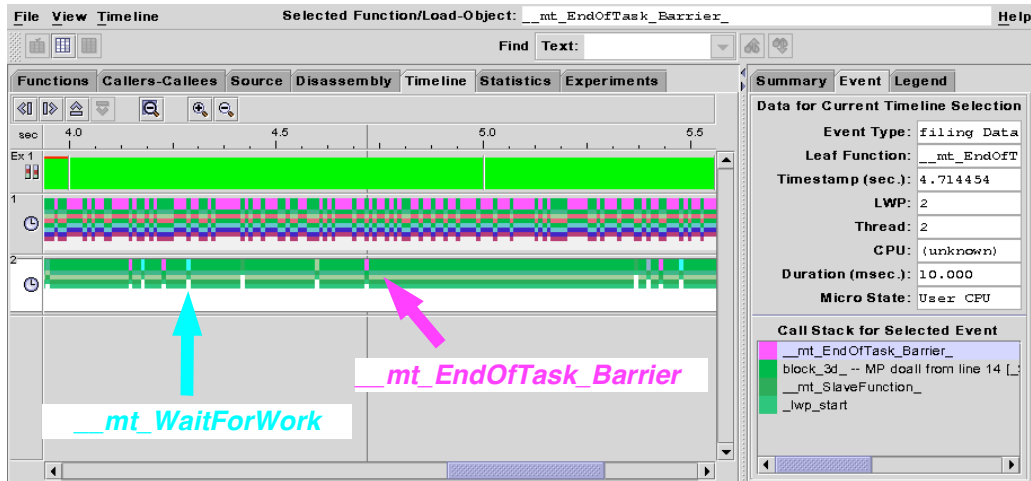 File View Timeline Selected Function/Load-Object: __mt_EndOfTask_Barrier_ Help
Find Text:
Functions Callers-Callees Source Disassembly Timeline Statistics Experiments
Summary Event Legend
sec 4.0 4.5 5.0 5.5
Ex 1
1
2
__mt_EndOfTask_Barrier
__mt_WaitForWork
Data for Current Timeline Selection
Event Type: filing Data
Leaf Function: __mt_EndOfT
Timestamp (sec.): 4.714454
LWP: 2
Thread: 2
CPU: (unknown)
Duration (msec.): 10.000
Micro State: User CPU
Call Stack for Selected Event
__mt_EndOfTask_Barrier_
block_3d_ -- MP doall from line 14 [_
__mt_SlaveFunction_
_lwp_start